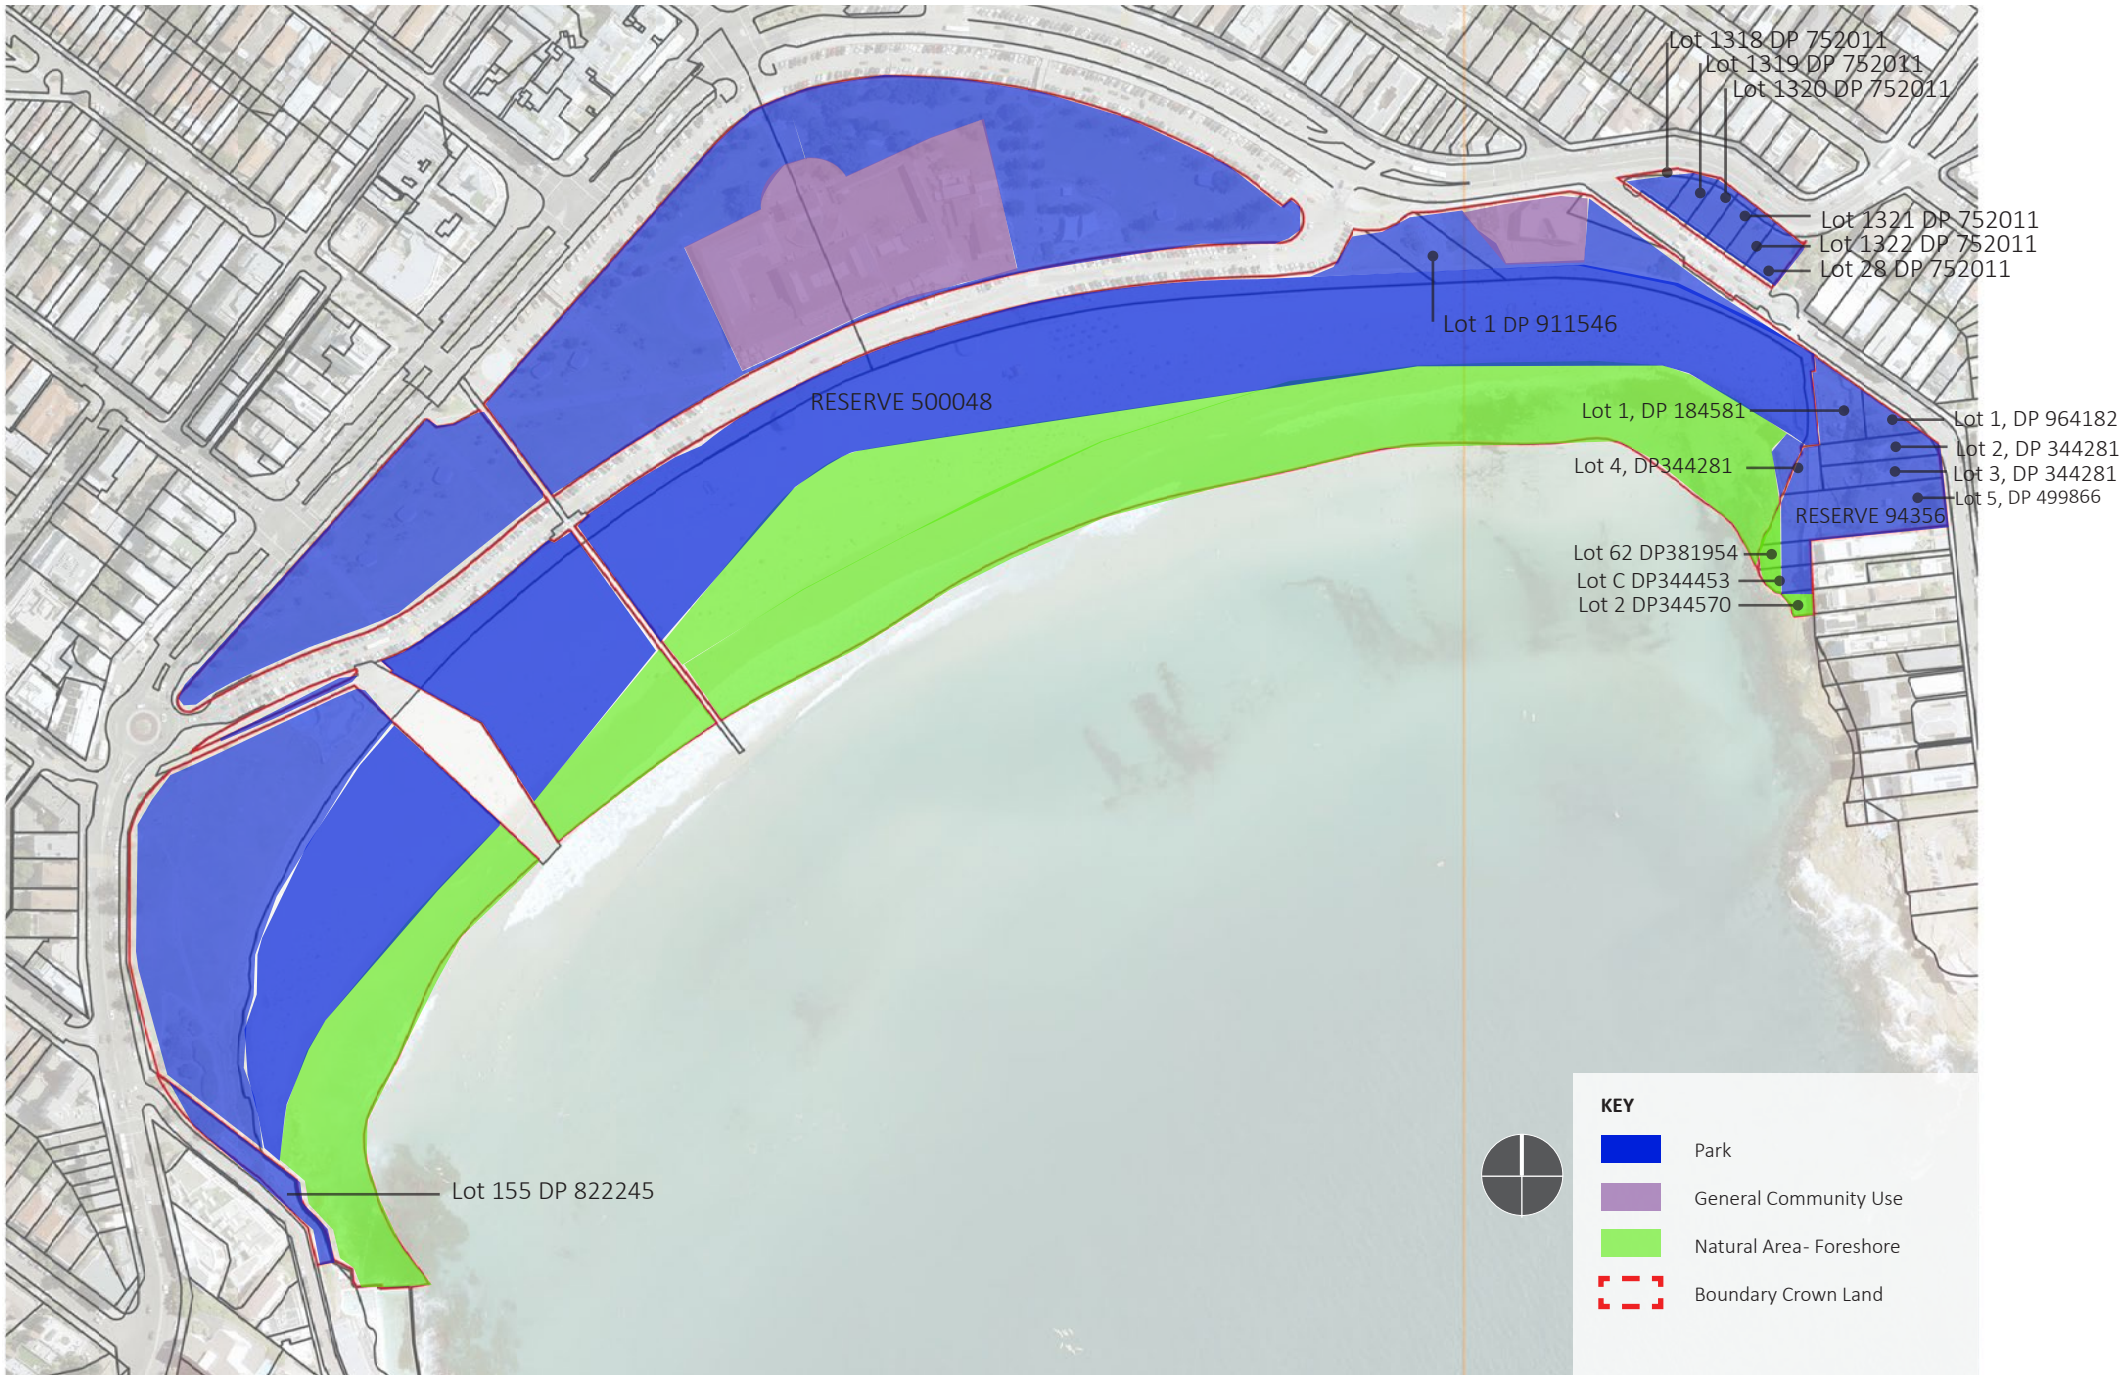 Lot 1318 DP 752011
Lot 1319 DP 752011
Lot 1320 DP 752011
Lot 1321 DP 752011
Lot 1322 DP 752011
Lot 28 DP 752011
Lot 1 DP 911546
RESERVE 500048
Lot 1, DP 184581
Lot 1, DP 964182
Lot 2, DP 344281
Lot 4, DP344281
Lot 3, DP 344281
Lot 5, DP 499866
RESERVE 94356
Lot 62 DP381954
Lot C DP344453
Lot 2 DP344570
Lot 155 DP 822245
KEY
Park
General Community Use
Natural Area- Foreshore
Boundary Crown Land